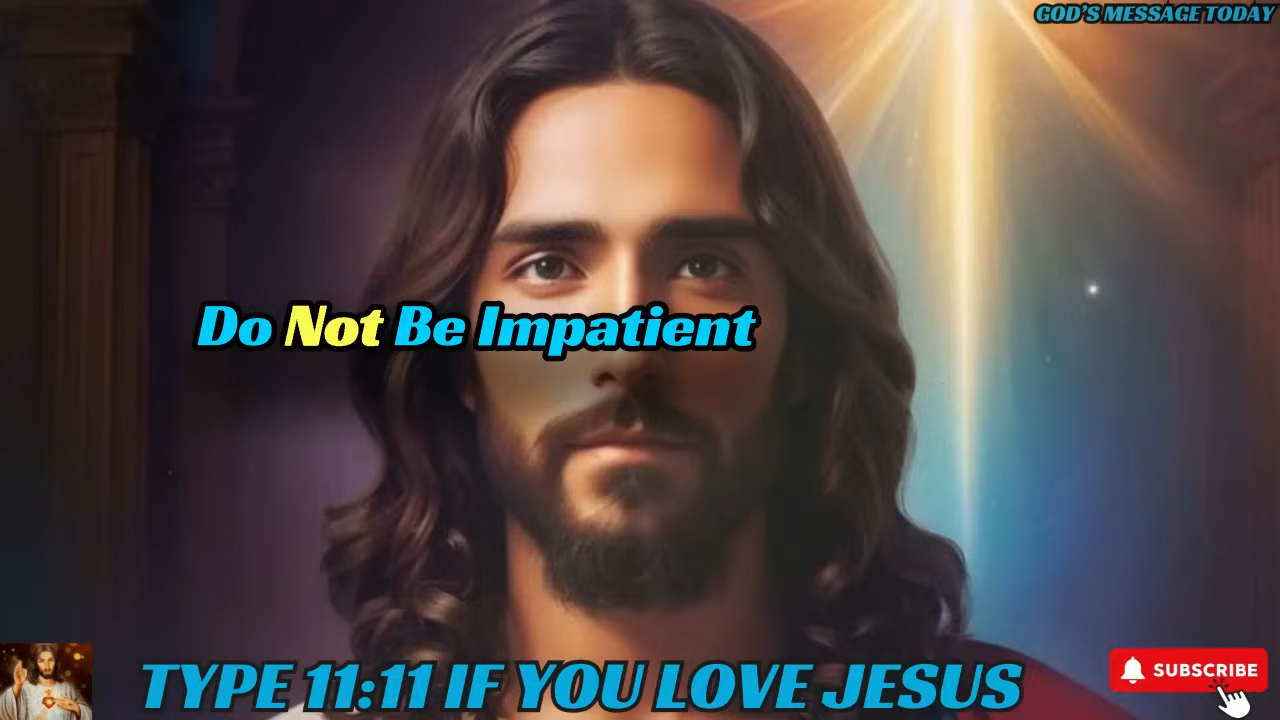 GOD'S MESSAGE TODAY
Do Not Be Impatient
TYPE 11:11 IF YOU LOVE JESUS
SUBSCRIBE